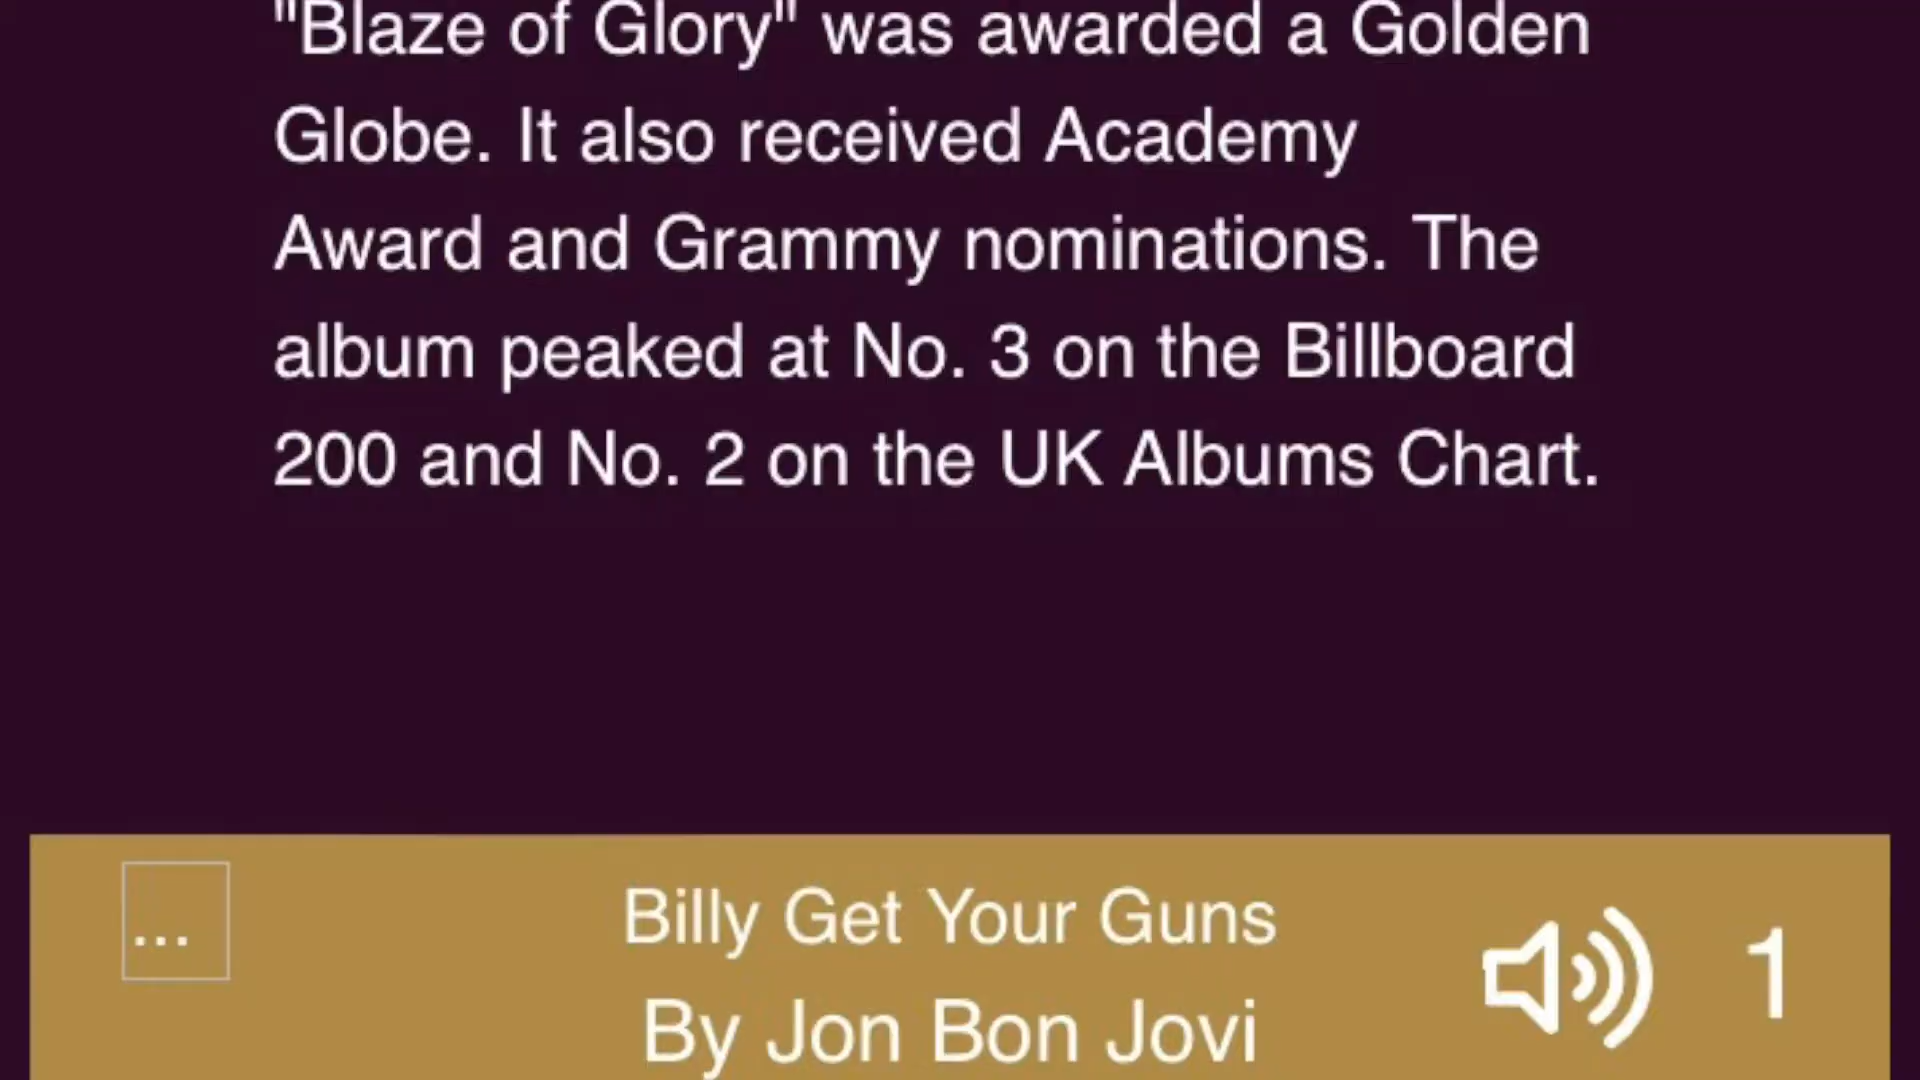 "Blaze of Glory" was awarded a Golden
Globe. It also received Academy
Award and Grammy nominations. The
album peaked at No. 3 on the Billboard
200 and No. 2 on the UK Albums Chart.
...
Billy Get Your Guns
1
By Jon Bon Jovi